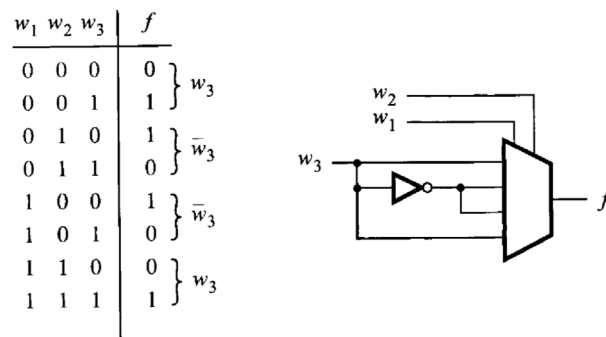 w₁ w₂ w₃ f
0 0 0 0
0 0 1 1
w₃
0 1 0 1
0 1 1 0
w̅₃
1 0 0 1
1 0 1 0
w̅₃
1 1 0 0
1 1 1 1
w₃
w₂
w₁
w₃
f